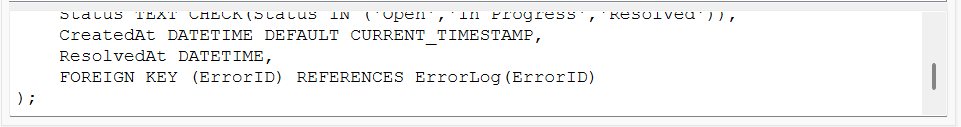 Status TEXT CHECK(Status IN ('Open','In Progress','Resolved')),
CreatedAt DATETIME DEFAULT CURRENT_TIMESTAMP,
ResolvedAt DATETIME,
FOREIGN KEY (ErrorID) REFERENCES ErrorLog(ErrorID)
);